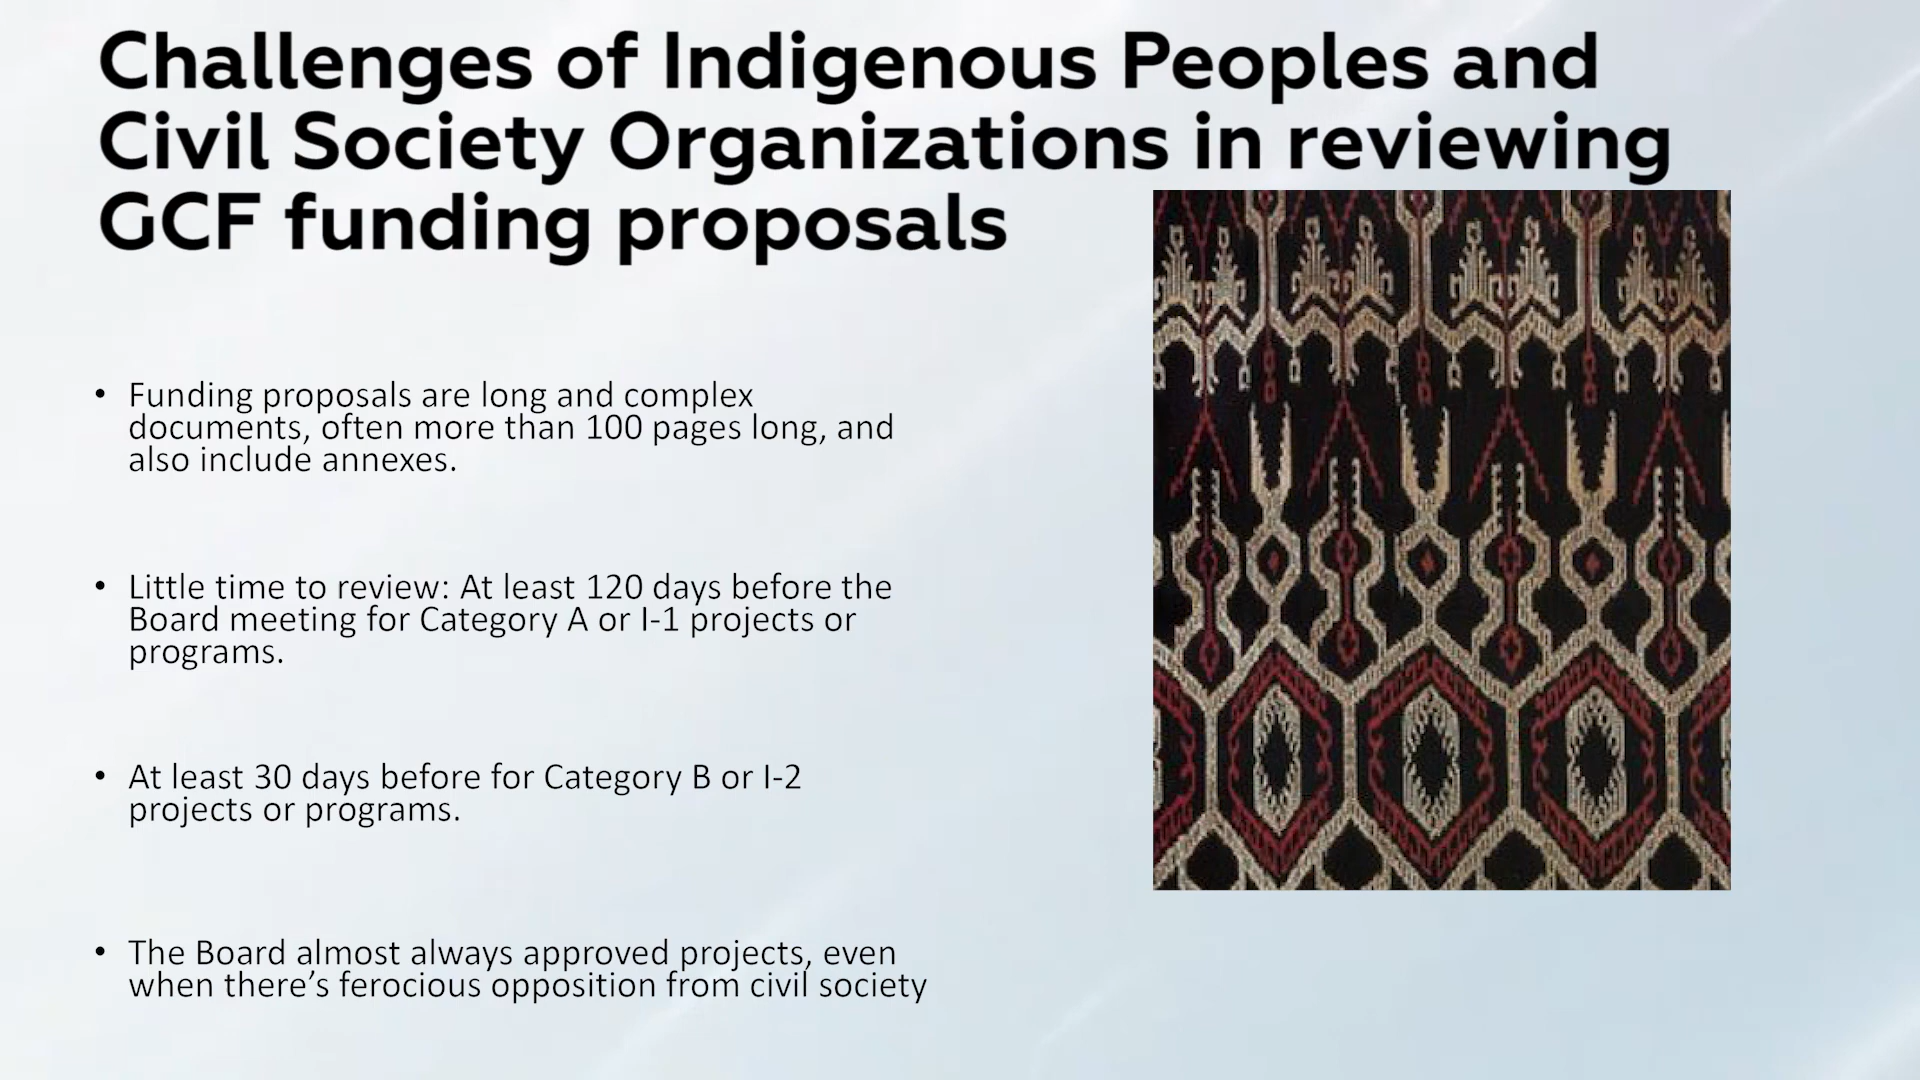 Challenges of Indigenous Peoples and
Civil Society Organizations in reviewing
GCF funding proposals
• Funding proposals are long and complex
documents, often more than 100 pages long, and
also include annexes.
• Little time to review: At least 120 days before the
Board meeting for Category A or I-1 projects or
programs.
• At least 30 days before for Category B or I-2
projects or programs.
• The Board almost always approved projects, even
when there’s ferocious opposition from civil society